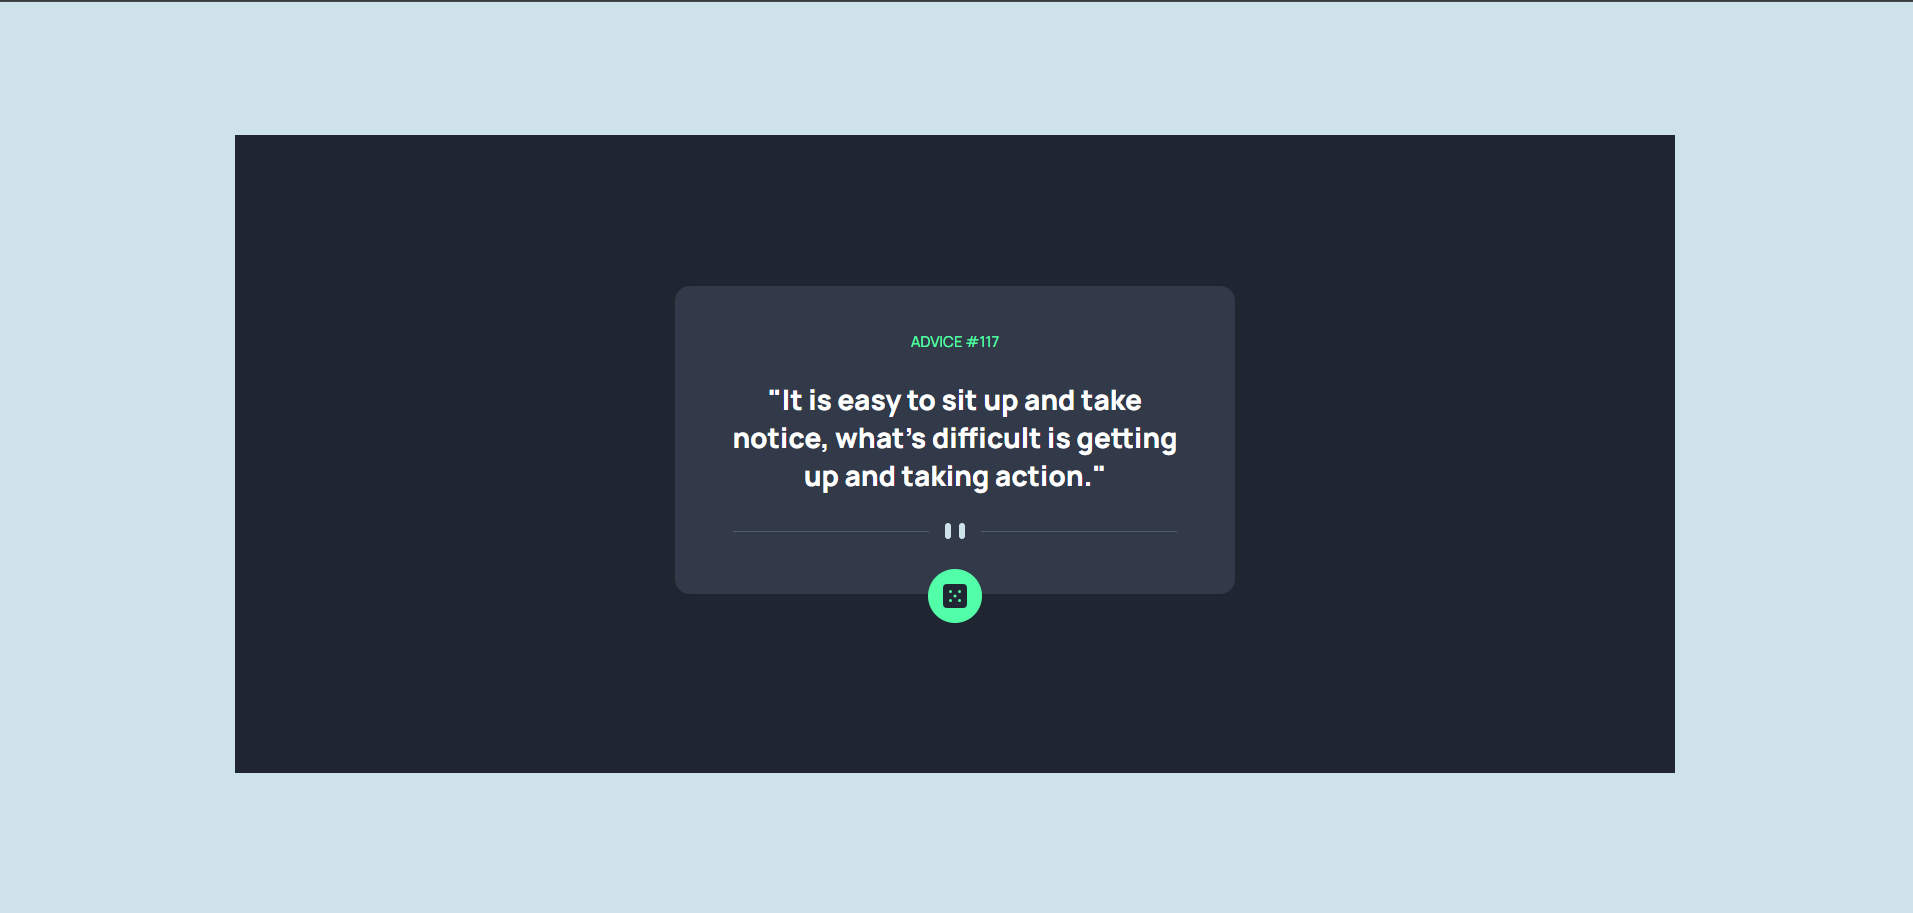 ADVICE #117
"It is easy to sit up and take
notice, what’s difficult is getting
up and taking action."